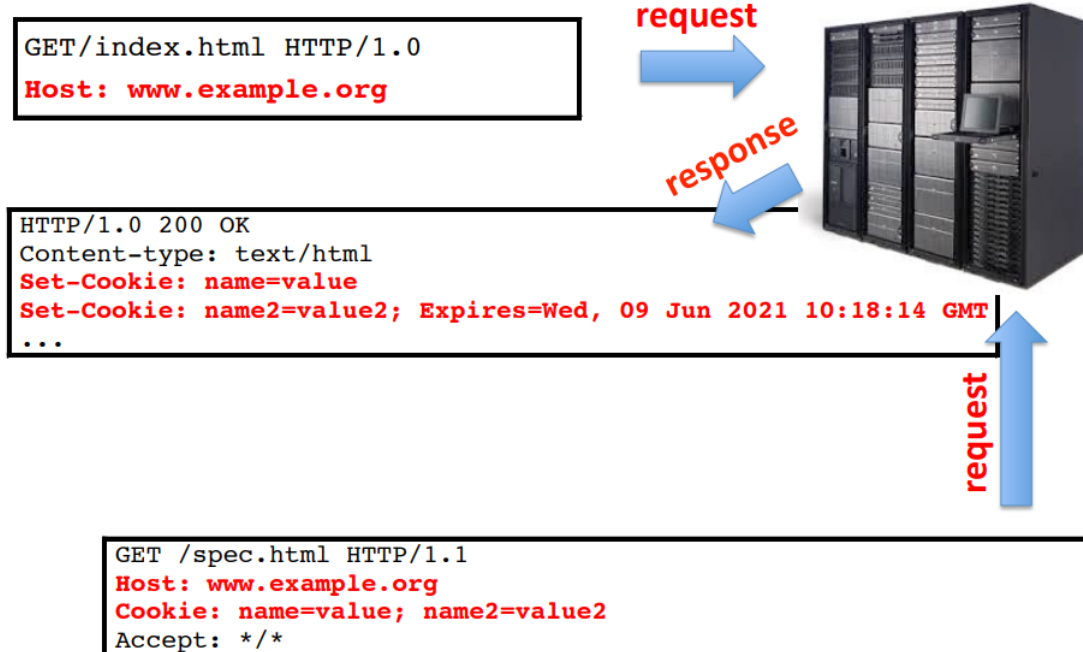 request
GET/index.html HTTP/1.0
Host: www.example.org
response
HTTP/1.0 200 OK
Content-type: text/html
Set-Cookie: name=value
Set-Cookie: name2=value2; Expires=Wed, 09 Jun 2021 10:18:14 GMT
...
request
GET /spec.html HTTP/1.1
Host: www.example.org
Cookie: name=value; name2=value2
Accept: */*